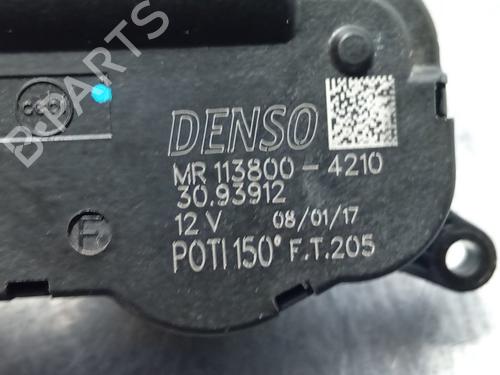 B-PARTS
DENSO
MR 113800-4210
30.93912
12 V 08/01/17
POTI 150° F.T.205
F